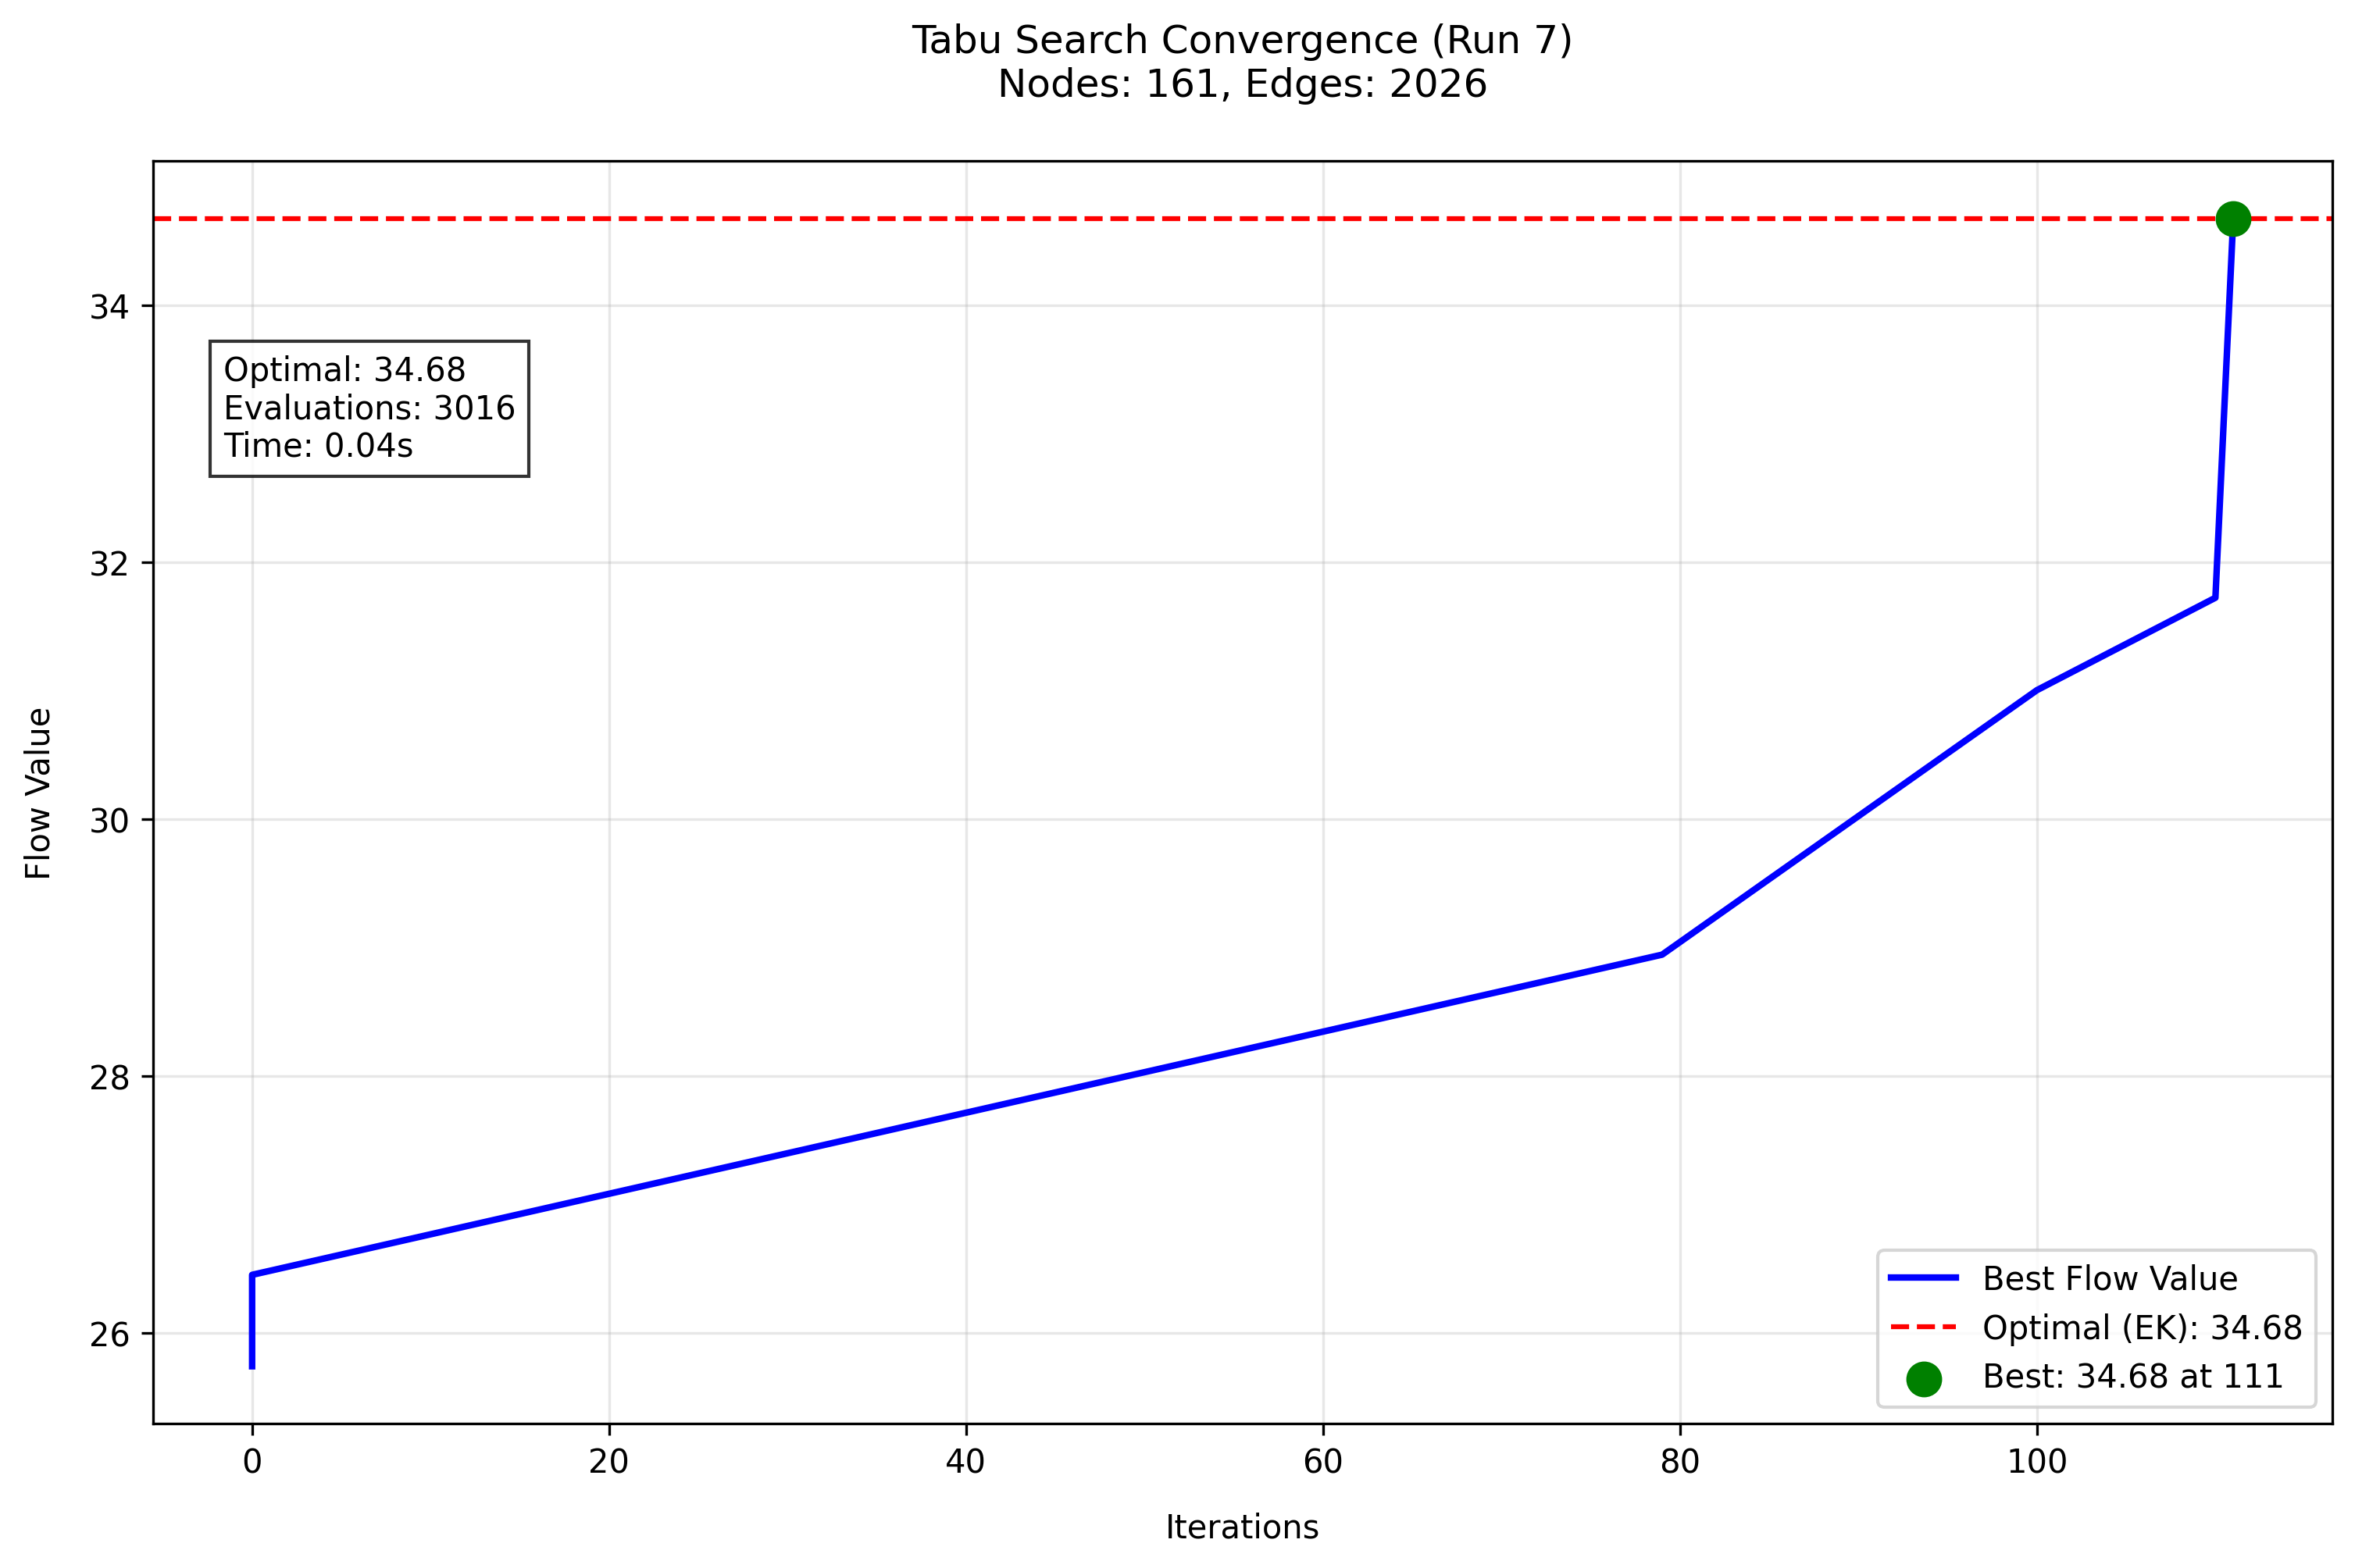 Tabu Search Convergence (Run 7)
Nodes: 161, Edges: 2026
34
32
30
28
26
Flow Value
Optimal: 34.68
Evaluations: 3016
Time: 0.04s
Best Flow Value
Optimal (EK): 34.68
Best: 34.68 at 111
0 20 40 60 80 100
Iterations